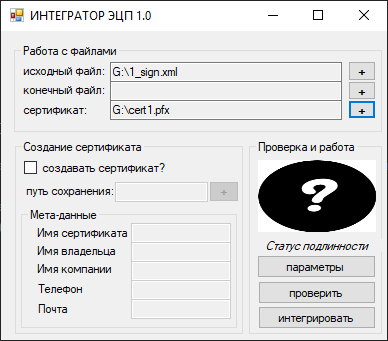 ИНТЕГРАТОР ЭЦП 1.0
Работа с файлами
исходный файл: G:\1_sign.xml +
конечный файл: +
сертификат: G:\cert1.pfx +
Создание сертификата
создавать сертификат?
путь сохранения: +
Мета-данные
Имя сертификата
Имя владельца
Имя компании
Телефон
Почта
Проверка и работа
?
Статус подлинности
параметры
проверить
интегрировать